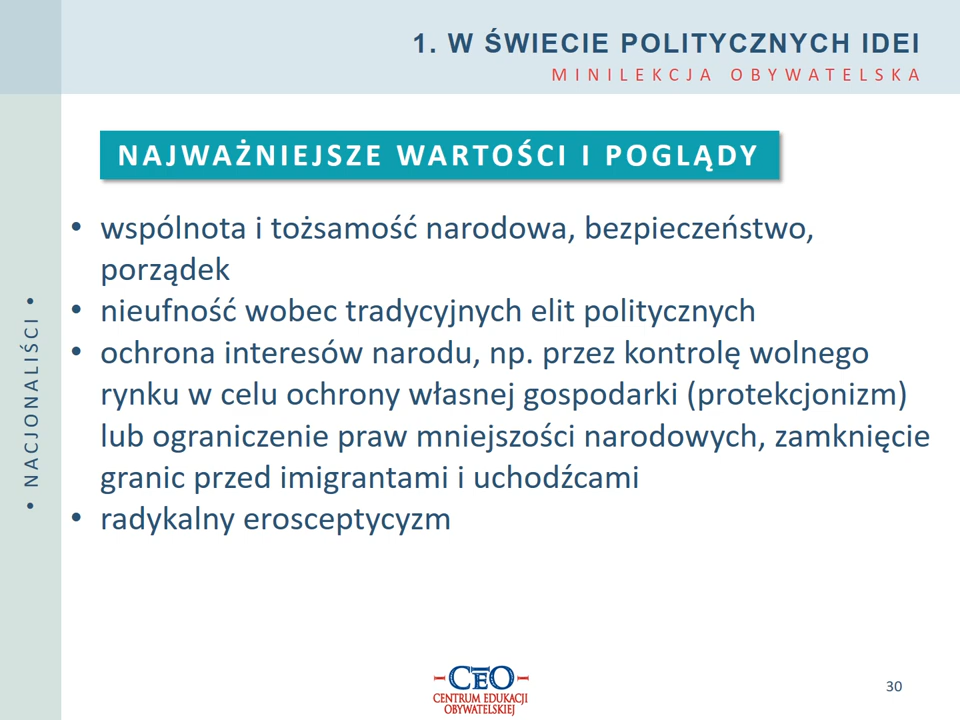 1. W ŚWIECIE POLITYCZNYCH IDEI
MINILEKCJA OBYWATELSKA
NAJWAŻNIEJSZE WARTOŚCI I POGLĄDY
• wspólnota i tożsamość narodowa, bezpieczeństwo,
porządek
• nieufność wobec tradycyjnych elit politycznych
• ochrona interesów narodu, np. przez kontrolę wolnego
rynku w celu ochrony własnej gospodarki (protekcjonizm)
lub ograniczenie praw mniejszości narodowych, zamknięcie
granic przed imigrantami i uchodźcami
• radykalny erosceptycyzm
• NACJONALIŚCI •
CEO
CENTRUM EDUKACJI
OBYWATELSKIEJ
30